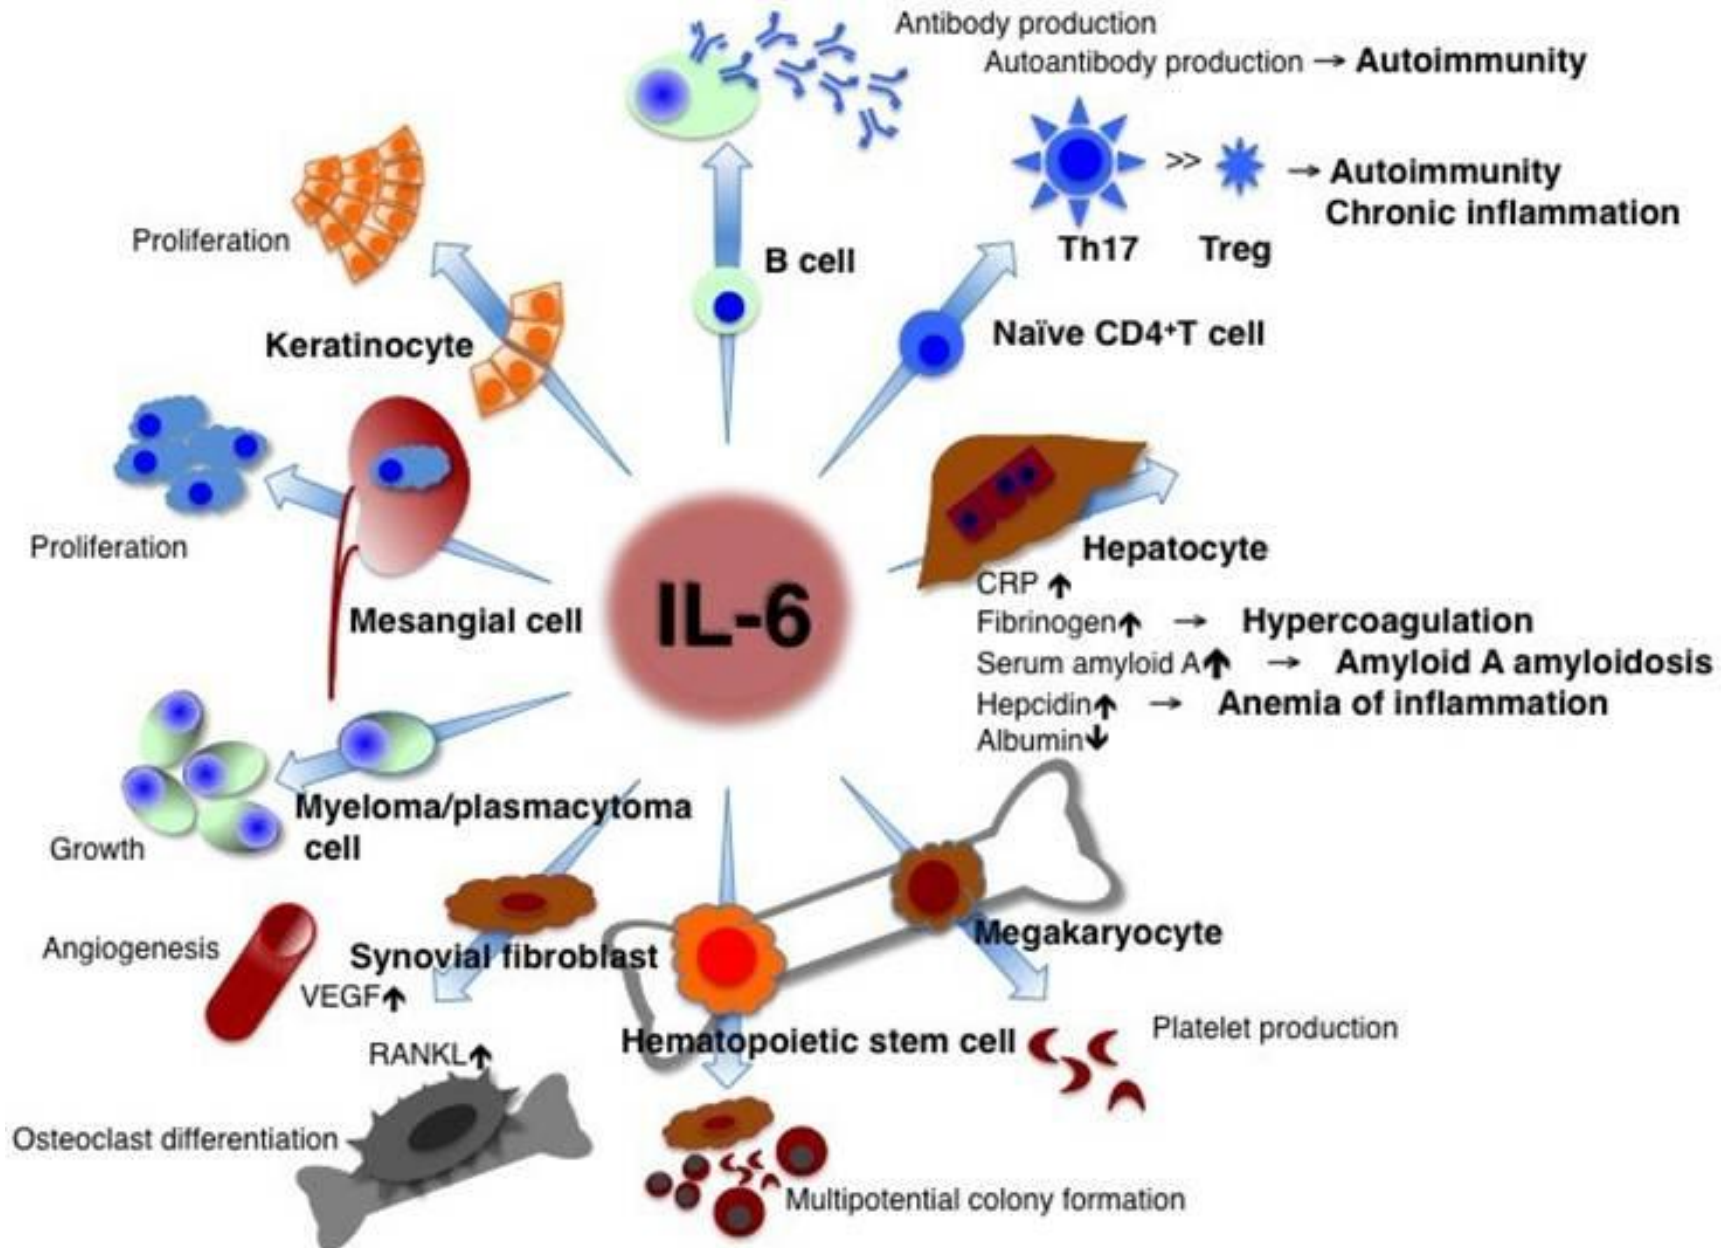 Antibody production
Autoantibody production → Autoimmunity
>>
→ Autoimmunity
Chronic inflammation
Th17
Treg
Proliferation
B cell
Naïve CD4⁺T cell
Keratinocyte
Proliferation
Mesangial cell
IL-6
Hepatocyte
CRP ↑
Fibrinogen↑ → Hypercoagulation
Serum amyloid A↑ → Amyloid A amyloidosis
Hepcidin↑ → Anemia of inflammation
Albumin↓
Myeloma/plasmacytoma
cell
Growth
Angiogenesis
Synovial fibroblast
VEGF↑
RANKL↑
Osteoclast differentiation
Megakaryocyte
Platelet production
Hematopoietic stem cell
Multipotential colony formation